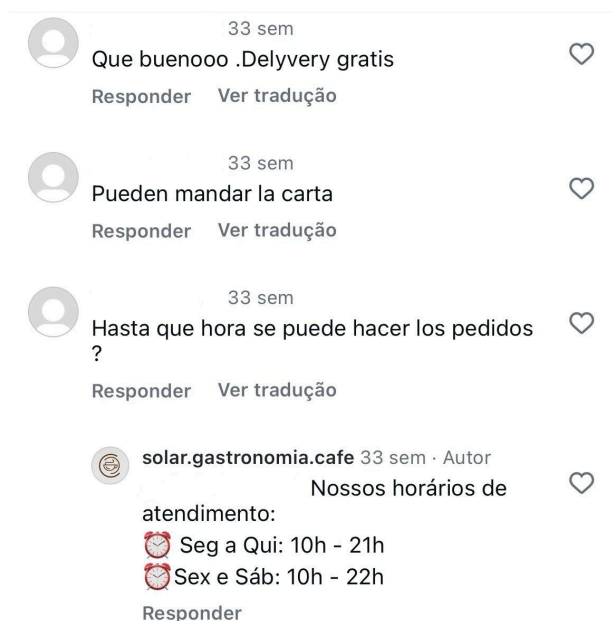 33 sem
Que buenooo .Delyvery gratis
Responder Ver tradução
33 sem
Pueden mandar la carta
Responder Ver tradução
33 sem
Hasta que hora se puede hacer los pedidos
?
Responder Ver tradução
solar.gastronomia.cafe 33 sem · Autor
Nossos horários de
atendimento:
⏰ Seg a Qui: 10h - 21h
⏰Sex e Sáb: 10h - 22h
Responder